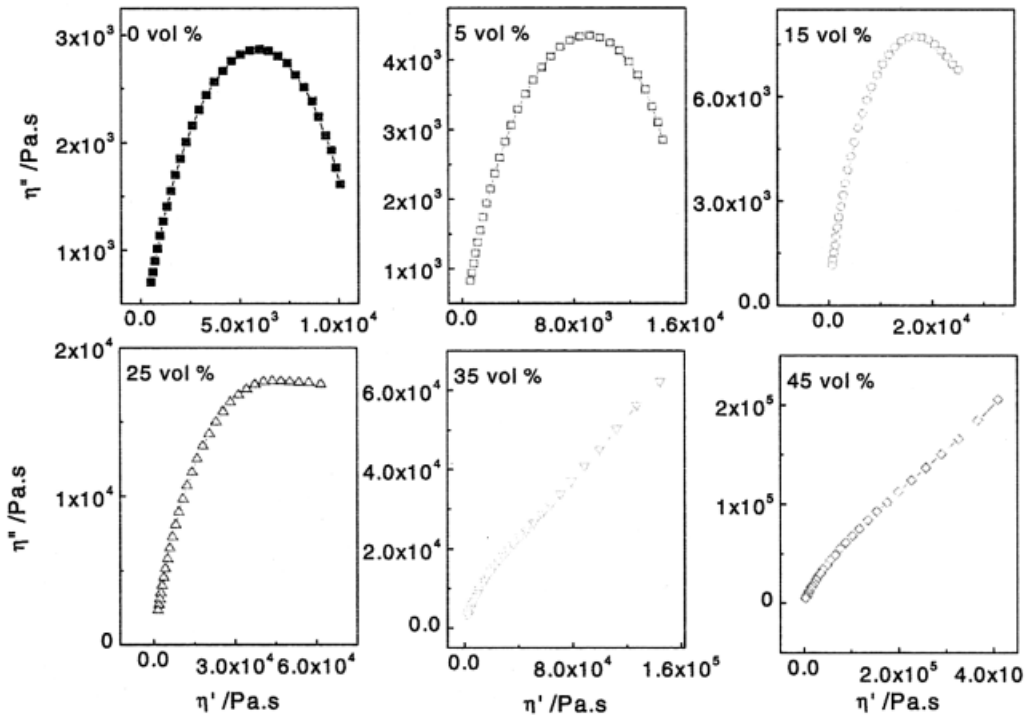 0 vol %
3x10³
2x10³
1x10³
η" /Pa.s
5.0x10³
1.0x10⁴
5 vol %
4x10³
3x10³
2x10³
1x10³
0
8.0x10³
1.6x10⁴
15 vol %
6.0x10³
3.0x10³
0.0
0.0
2.0x10⁴
25 vol %
2x10⁴
1x10⁴
0
η" /Pa.s
0.0
3.0x10⁴
6.0x10⁴
η' /Pa.s
35 vol %
6.0x10⁴
4.0x10⁴
2.0x10⁴
0.0
0.0
8.0x10⁴
1.6x10⁵
η' /Pa.s
45 vol %
2x10⁵
1x10⁵
0
0.0
2.0x10⁵
4.0x10
η' /Pa.s